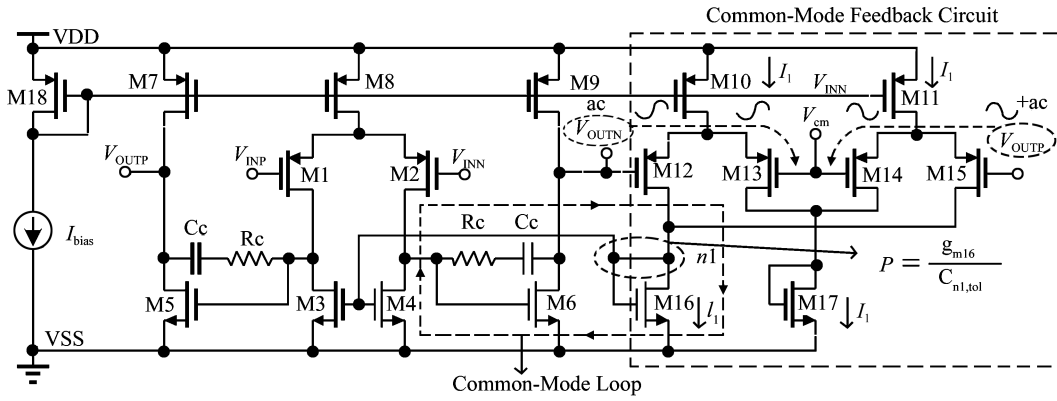 Common-Mode Feedback Circuit
VDD
M18
M7
M8
M9
M10
I1
VINN
M11
I1
ac
VOUTN
Vcm
+ac
VOUTP
VOUTP
VINP
M1
M2
VINN
M12
M13
M14
M15
Ibias
Cc
Rc
Rc
Cc
n1
P = gm16 / Cn1,tol
M5
M3
M4
M6
M16
l1
M17
I1
VSS
Common-Mode Loop